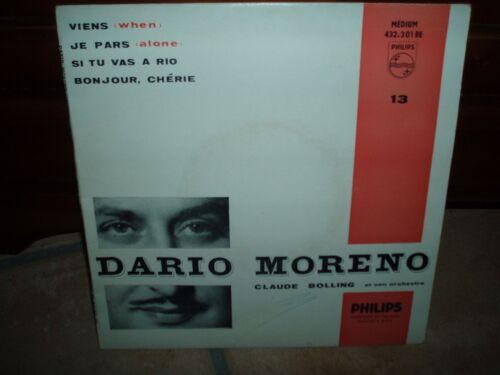 VIENS (when)
JE PARS (alone)
SI TU VAS A RIO
BONJOUR, CHÉRIE
MÉDIUM
432.301 BE
PHILIPS
13
DARIO MORENO
CLAUDE BOLLING et son orchestre
PHILIPS